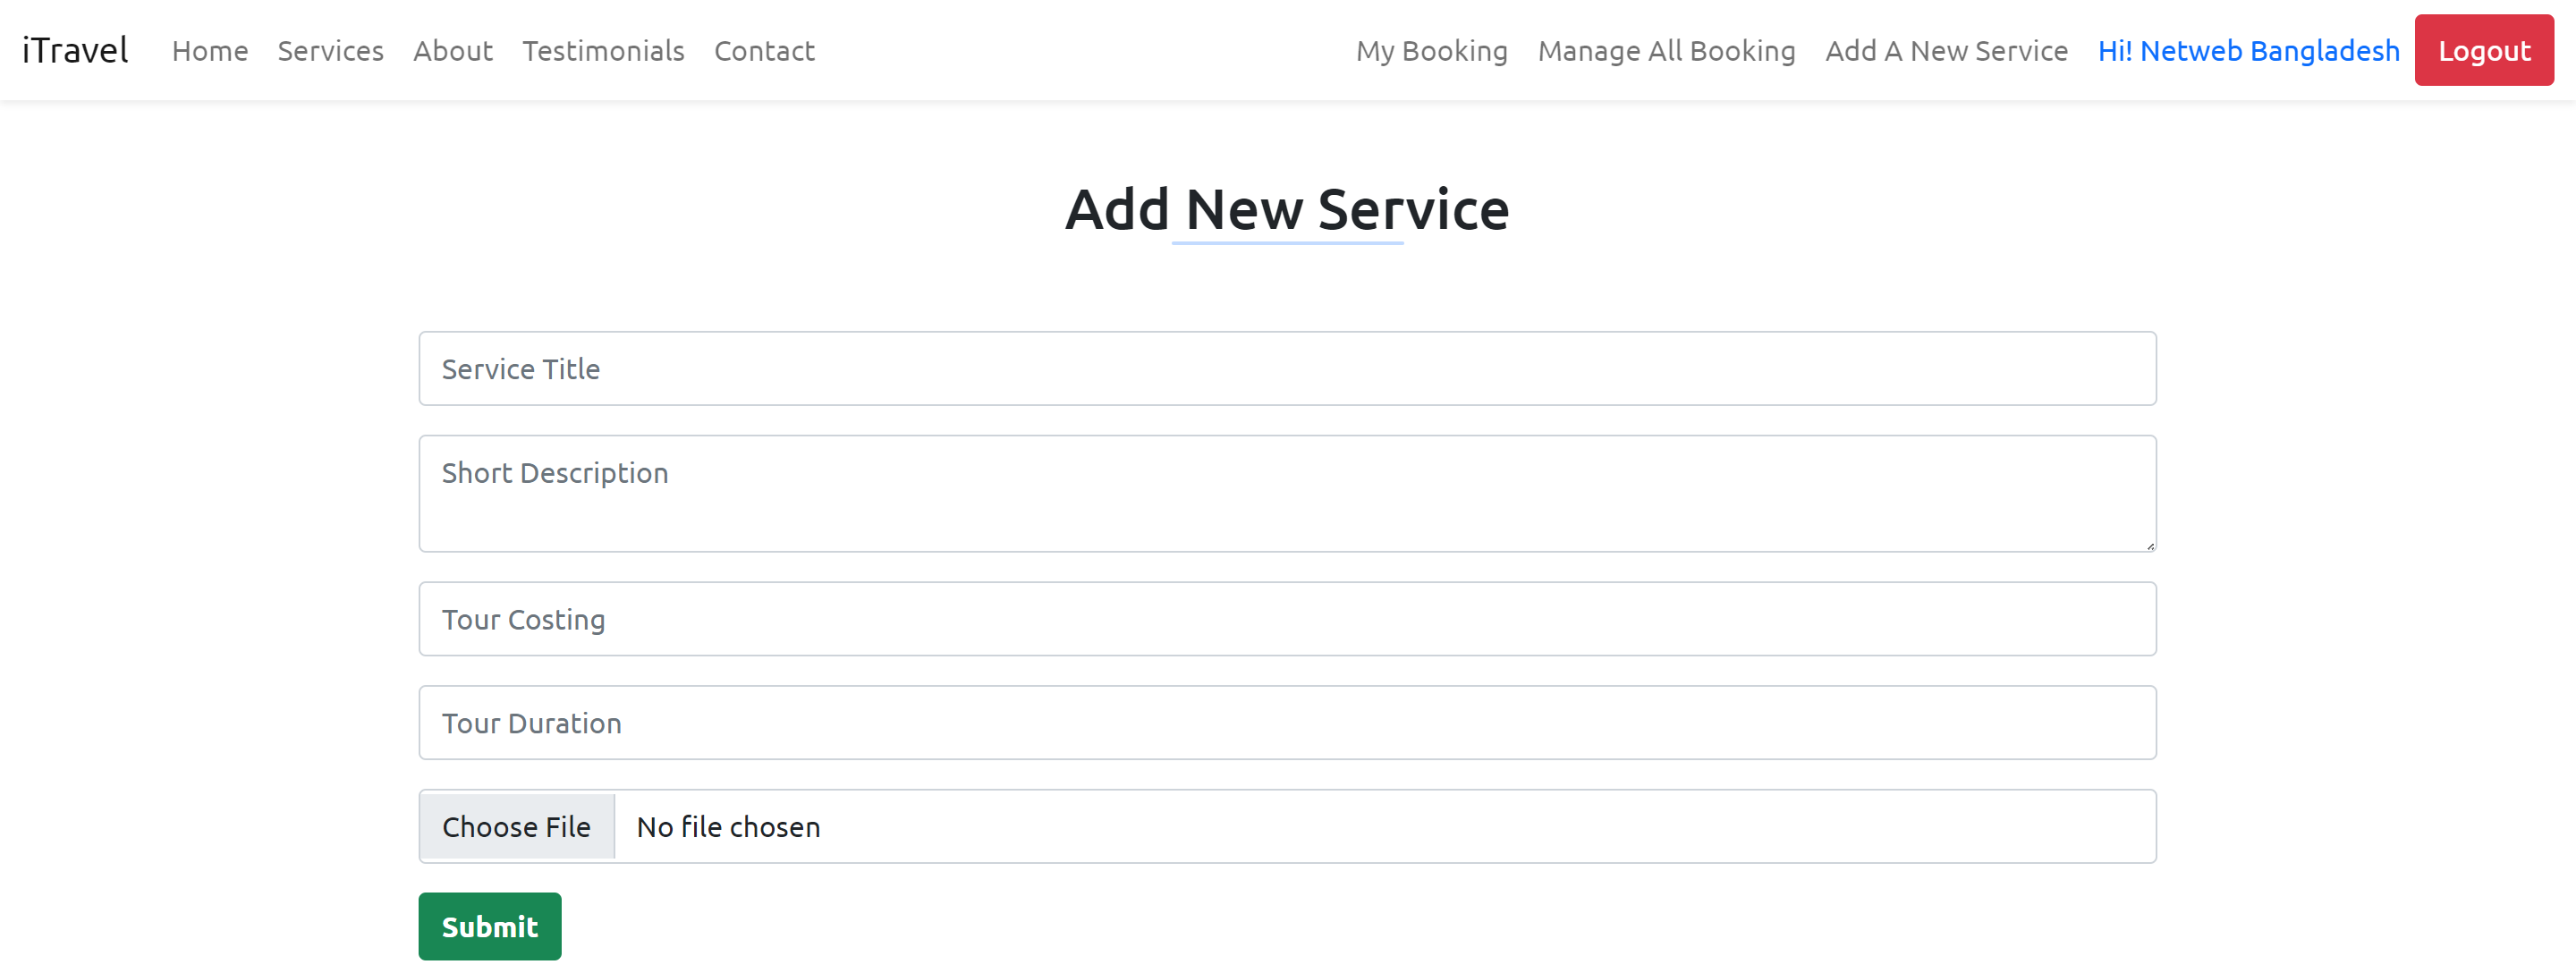 iTravel Home Services About Testimonials Contact My Booking Manage All Booking Add A New Service Hi! Netweb Bangladesh Logout
Add New Service
Service Title
Short Description
Tour Costing
Tour Duration
Choose File No file chosen
Submit